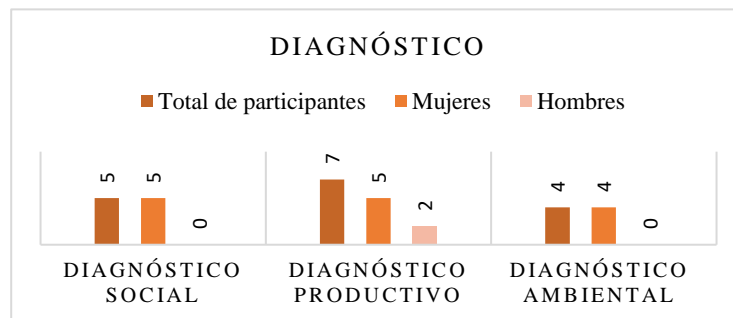 DIAGNÓSTICO
Total de participantes Mujeres Hombres
5 5 0 7 5 2 4 4 0
DIAGNÓSTICO DIAGNÓSTICO DIAGNÓSTICO
SOCIAL PRODUCTIVO AMBIENTAL